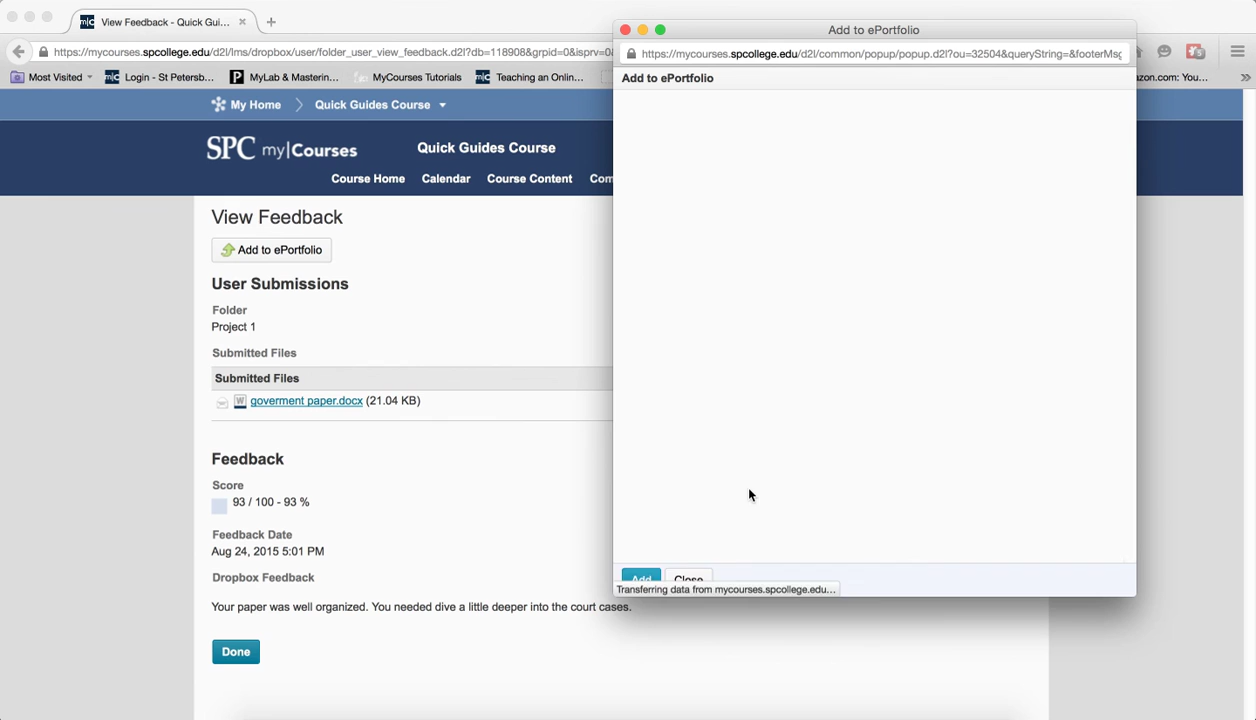 m|c View Feedback - Quick Gui... × +
https://mycourses.spcollege.edu/d2l/lms/dropbox/user/folder_user_view_feedback.d2l?db=118908&grpid=0&isprv=0
Most Visited
m|c Login - St Petersb...
P MyLab & Masterin...
MyCourses Tutorials
m|c Teaching an Onlin...
azon.com: You...
My Home
Quick Guides Course
SPC my|Courses
Quick Guides Course
Course Home
Calendar
Course Content
Com
View Feedback
Add to ePortfolio
User Submissions
Folder
Project 1
Submitted Files
Submitted Files
W goverment paper.docx (21.04 KB)
Feedback
Score
93 / 100 - 93 %
Feedback Date
Aug 24, 2015 5:01 PM
Dropbox Feedback
Your paper was well organized. You needed dive a little deeper into the court cases.
Done
Add to ePortfolio
https://mycourses.spcollege.edu/d2l/common/popup/popup.d2l?ou=32504&queryString=&footerMsg
Add to ePortfolio
Add
Close
Transferring data from mycourses.spcollege.edu...